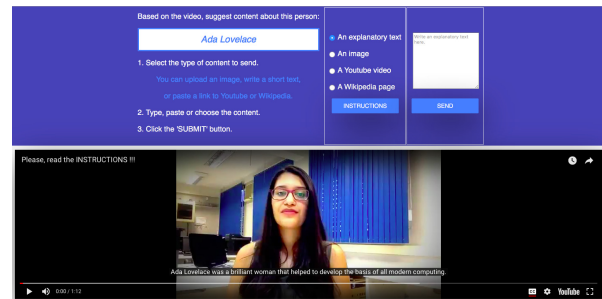 Based on the video, suggest content about this person:
Ada Lovelace
1. Select the type of content to send.
You can upload an image, write a short text,
or paste a link to Youtube or Wikipedia.
2. Type, paste or choose the content.
3. Click the 'SUBMIT' button.
An explanatory text
An image
A Youtube video
A Wikipedia page
INSTRUCTIONS
Write an explanatory text
here.
SEND
Please, read the INSTRUCTIONS !!!
Ada Lovelace was a brilliant woman that helped to develop the basis of all modern computing.
0:00 / 1:12
CC
YouTube